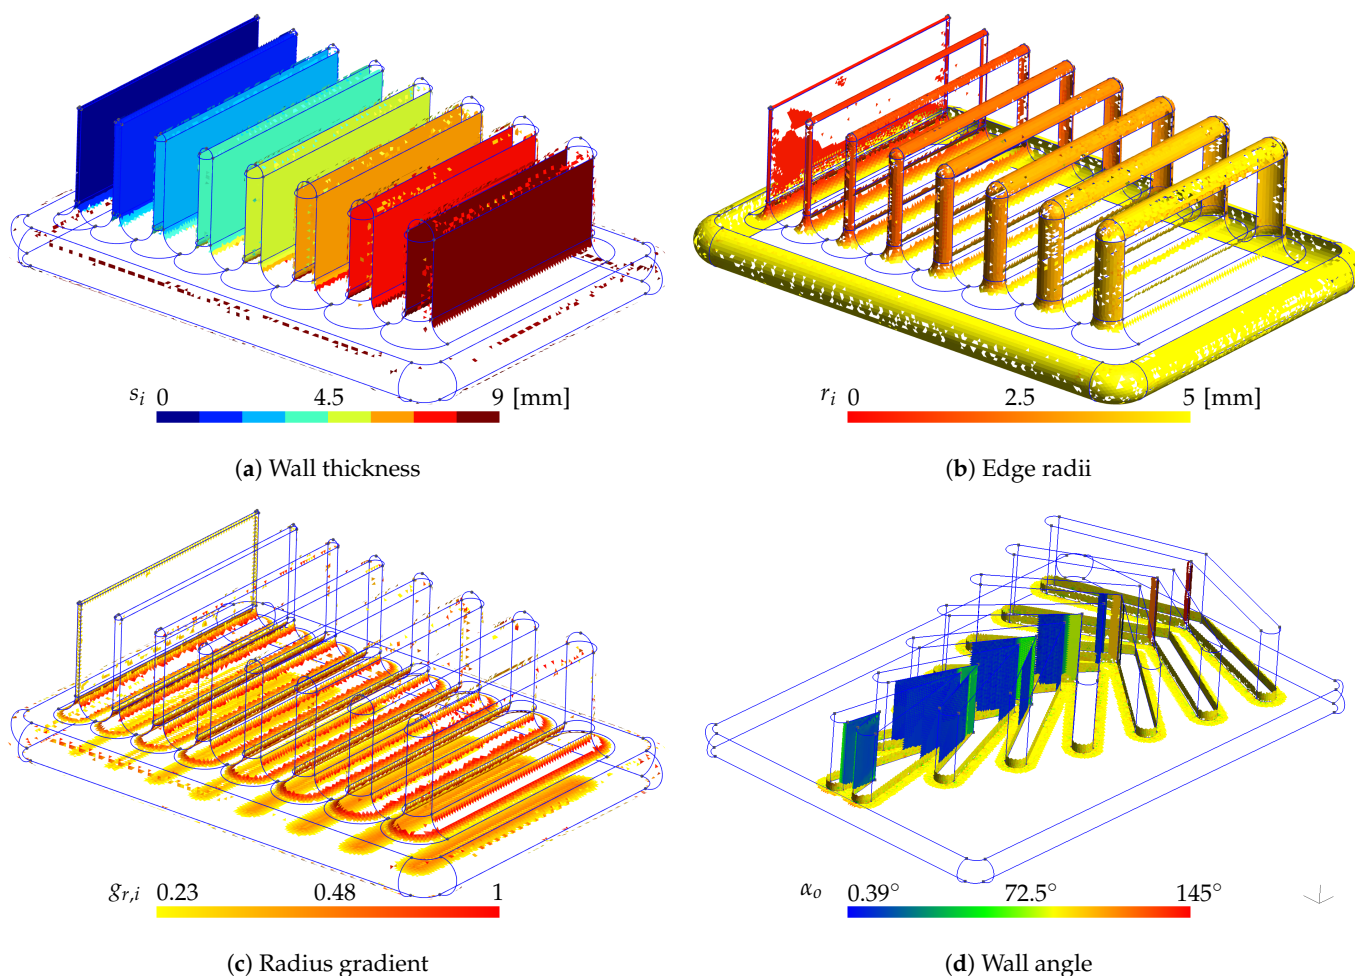 s_i 0 4.5 9 [mm]
(a) Wall thickness
r_i 0 2.5 5 [mm]
(b) Edge radii
g_{r,i} 0.23 0.48 1
(c) Radius gradient
α_o 0.39° 72.5° 145°
(d) Wall angle